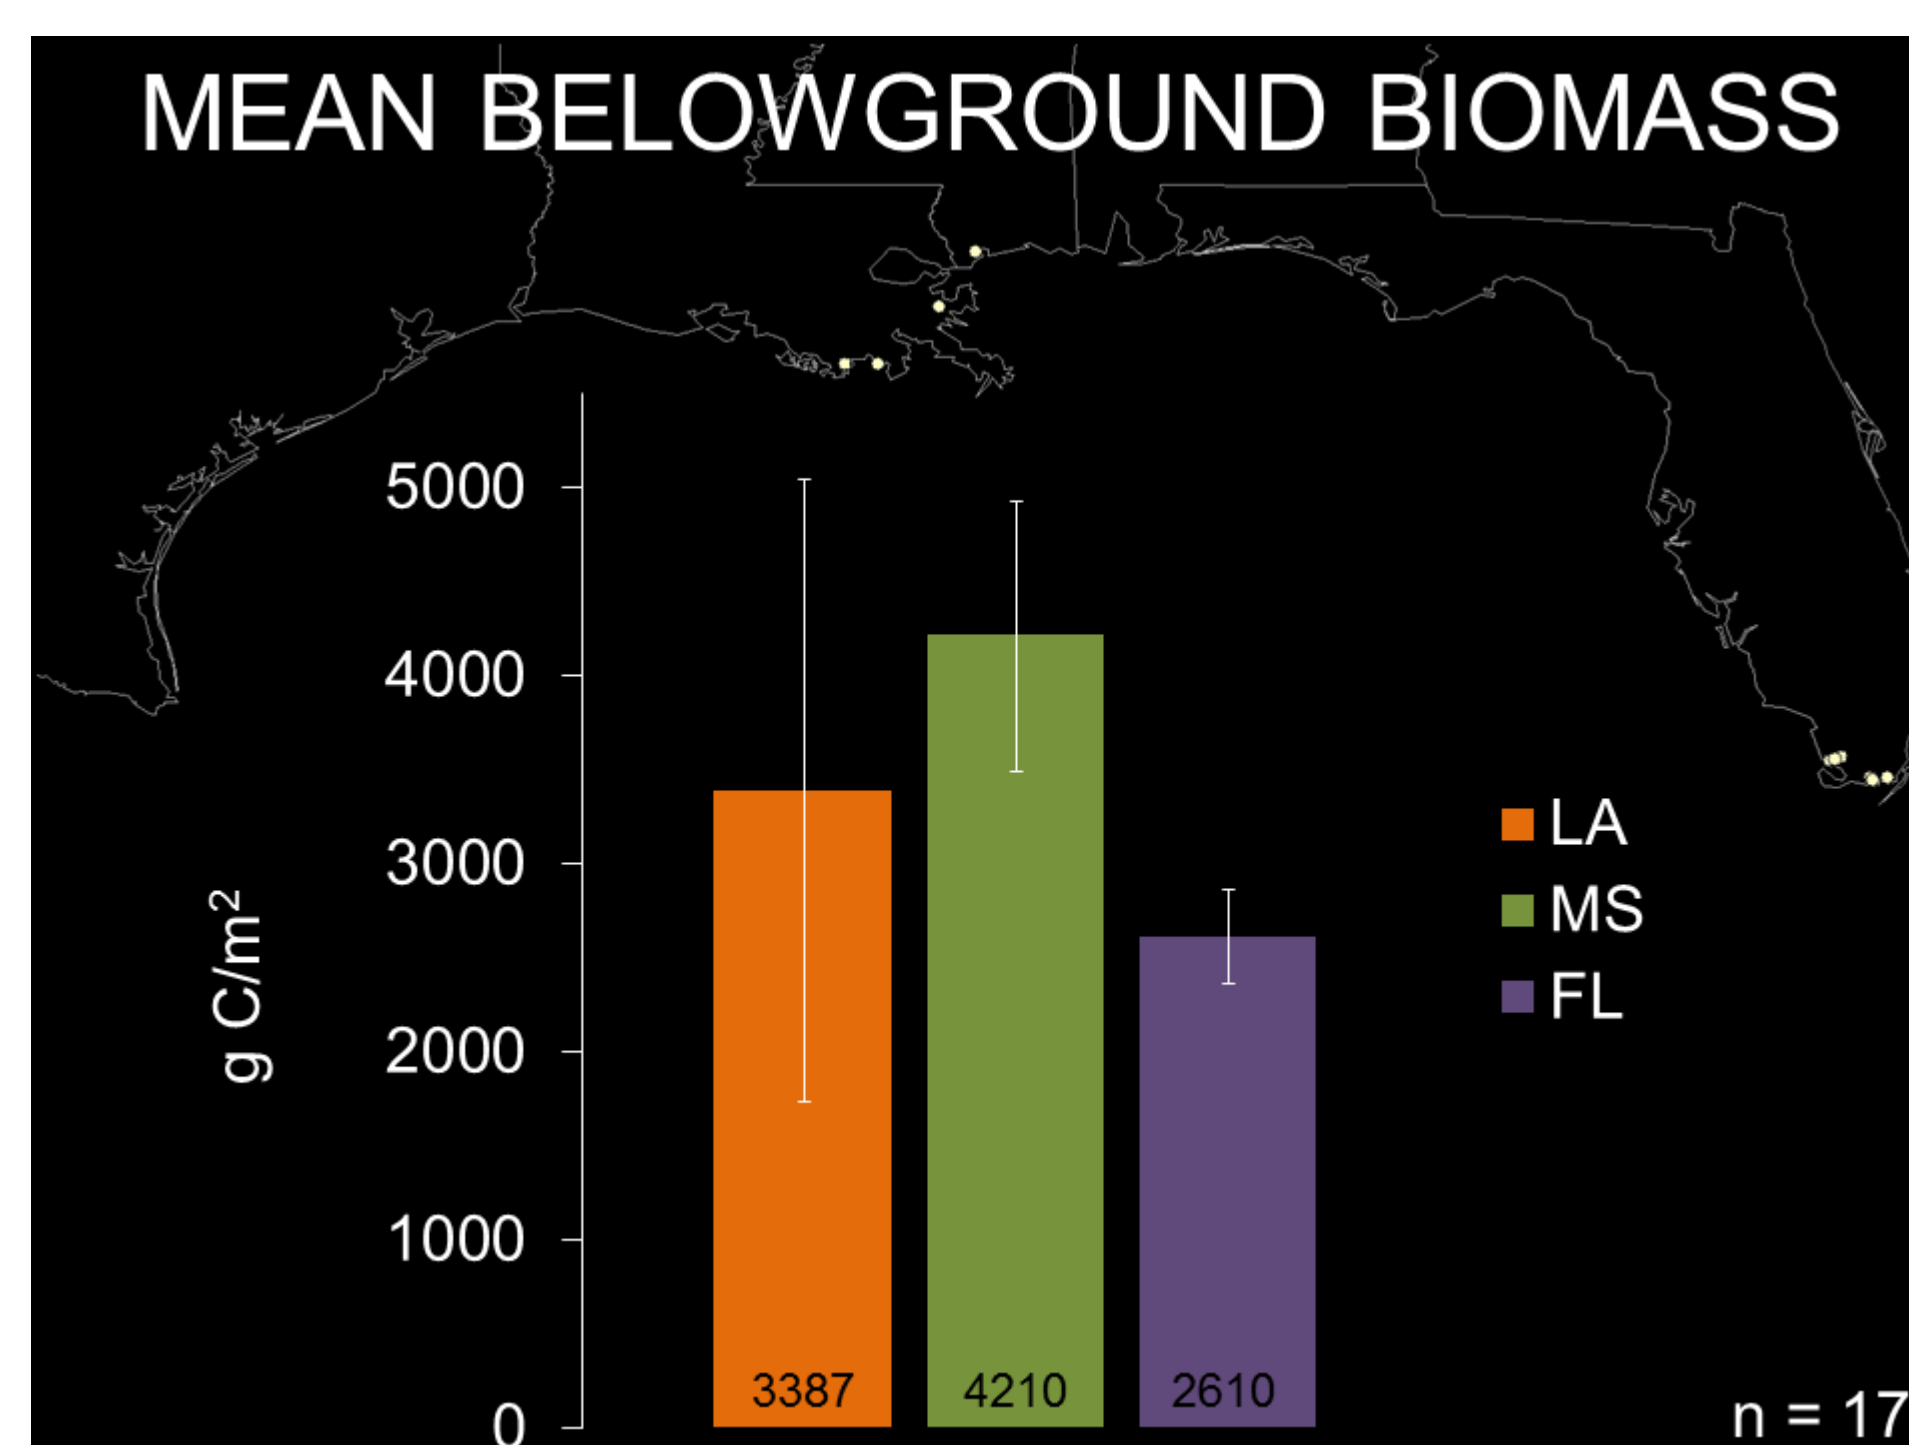 MEAN BELOWGROUND BIOMASS
5000
4000
3000
2000
1000
0
g C/m²
3387
4210
2610
LA
MS
FL
n = 17